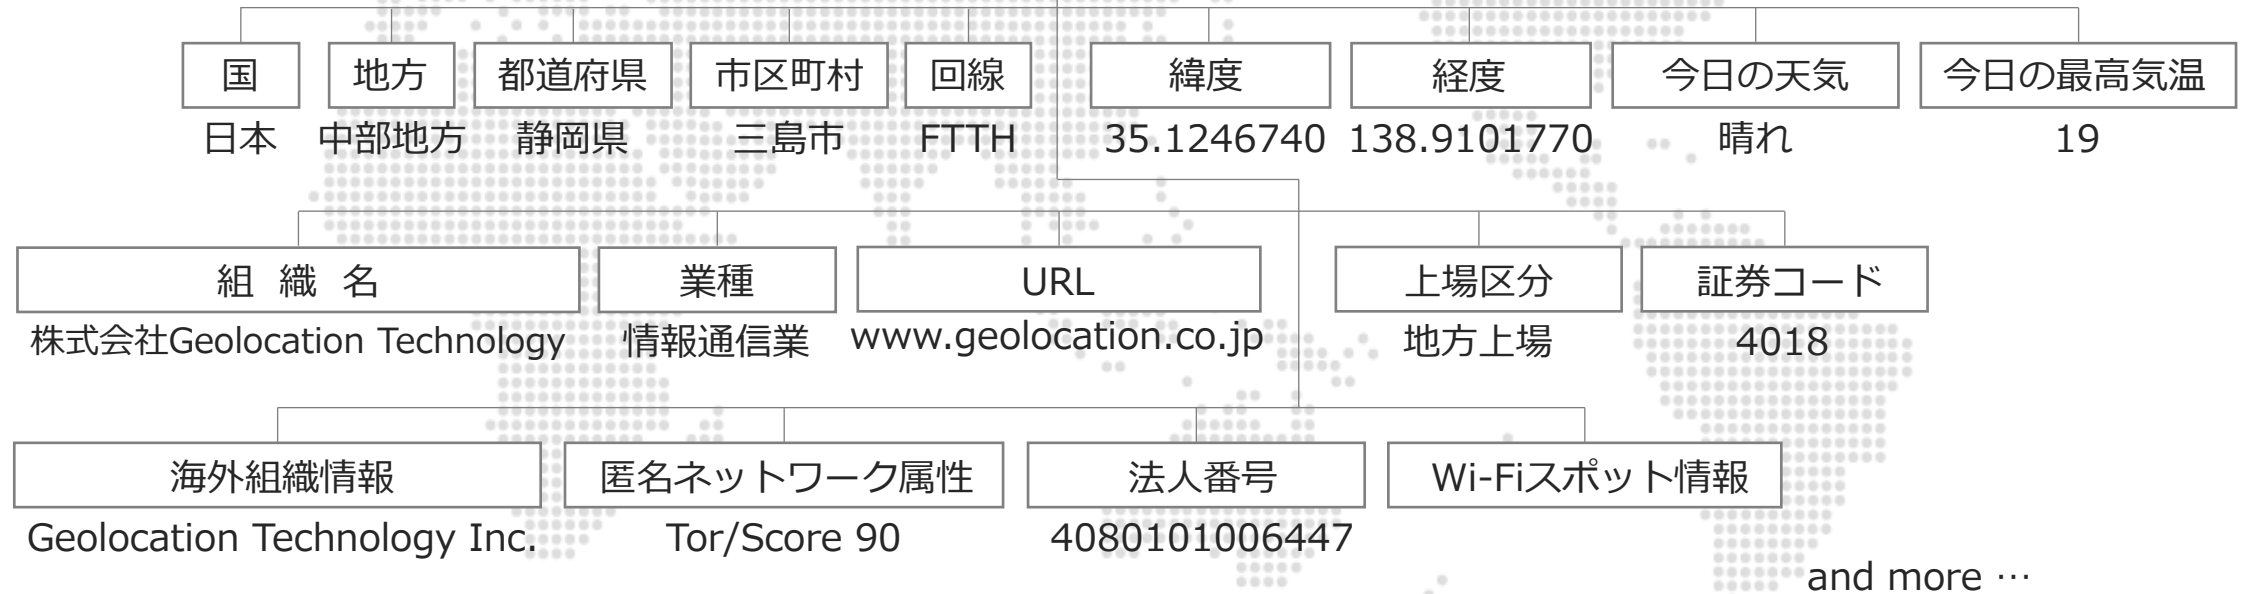 国 地方 都道府県 市区町村 回線 緯度 経度 今日の天気 今日の最高気温
日本 中部地方 静岡県 三島市 FTTH 35.1246740 138.9101770 晴れ 19
組 織 名 業種 URL 上場区分 証券コード
株式会社Geolocation Technology 情報通信業 www.geolocation.co.jp 地方上場 4018
海外組織情報 匿名ネットワーク属性 法人番号 Wi-Fiスポット情報
Geolocation Technology Inc. Tor/Score 90 4080101006447
and more …